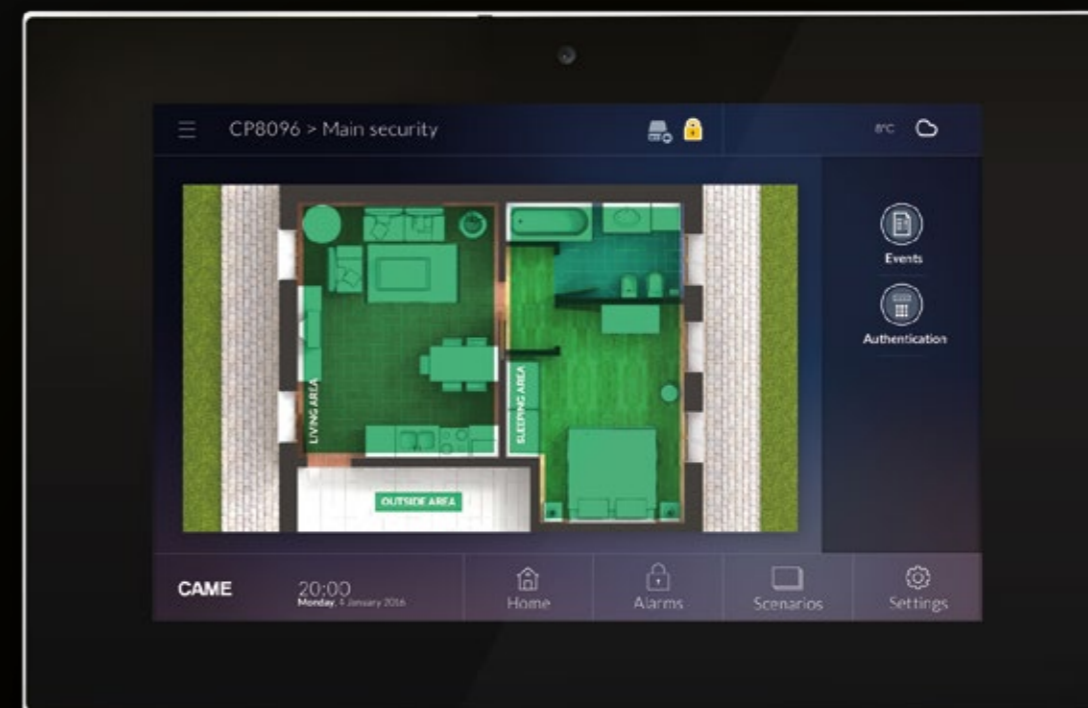 CP8096 > Main security
8°C
Events
Authentication
LIVING AREA
SLEEPING AREA
OUTSIDE AREA
CAME
20:00
Monday, 4 January 2016
Home
Alarms
Scenarios
Settings